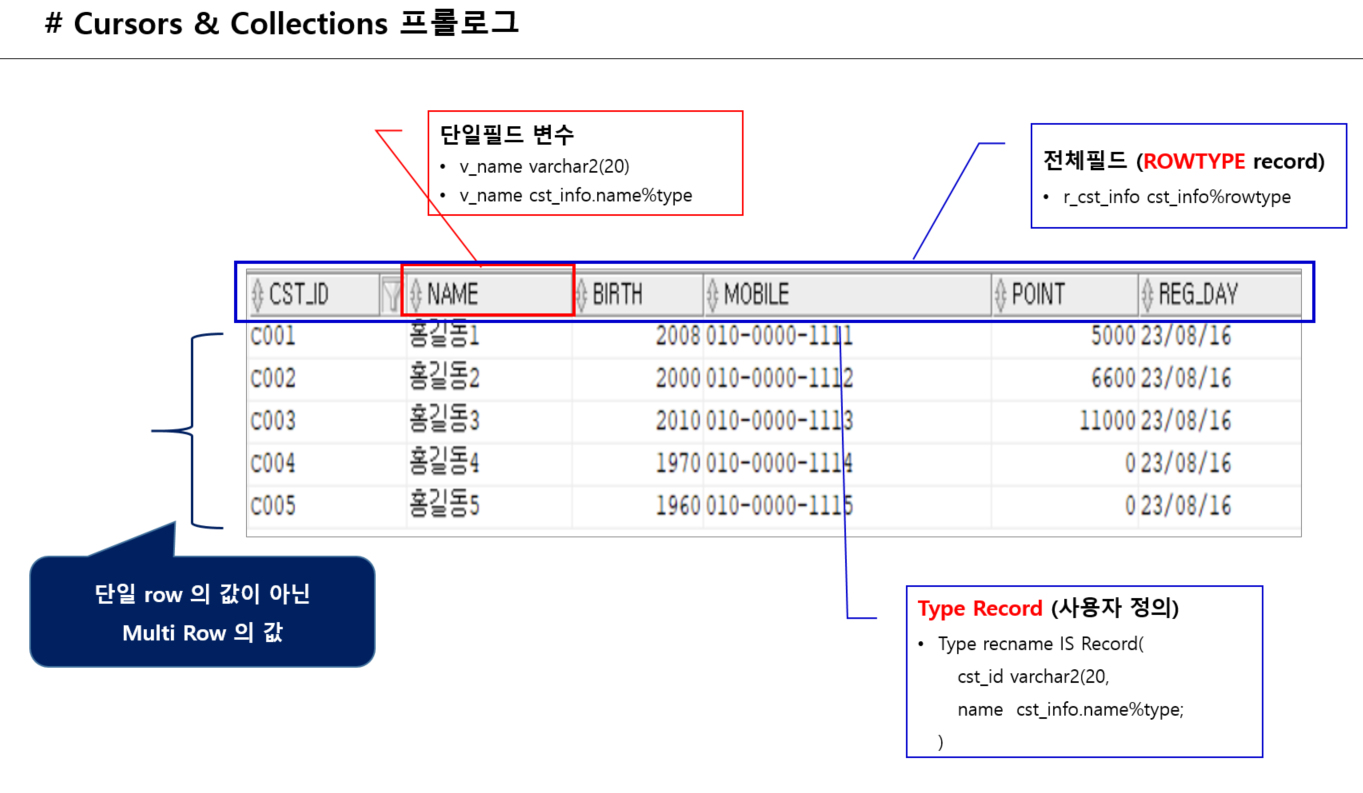 # Cursors & Collections 프롤로그
단일필드 변수
• v_name varchar2(20)
• v_name cst_info.name%type
전체필드 (ROWTYPE record)
• r_cst_info cst_info%rowtype
CST_ID NAME BIRTH MOBILE POINT REG_DAY
C001 홍길동1 2008 010-0000-1111 5000 23/08/16
C002 홍길동2 2000 010-0000-1112 6600 23/08/16
C003 홍길동3 2010 010-0000-1113 11000 23/08/16
C004 홍길동4 1970 010-0000-1114 0 23/08/16
C005 홍길동5 1960 010-0000-1115 0 23/08/16
단일 row 의 값이 아닌
Multi Row 의 값
Type Record (사용자 정의)
• Type recname IS Record(
cst_id varchar2(20,
name cst_info.name%type;
)